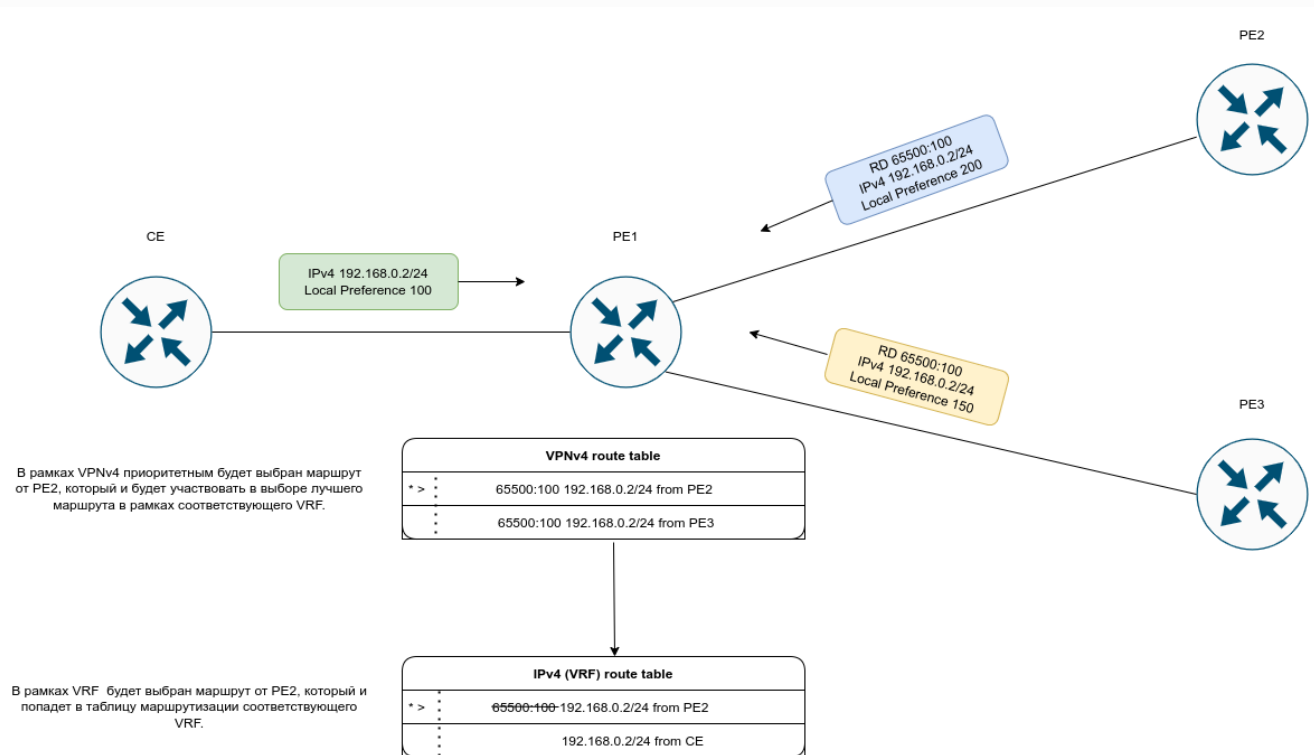 PE2
RD 65500:100
IPv4 192.168.0.2/24
Local Preference 200
CE
PE1
IPv4 192.168.0.2/24
Local Preference 100
RD 65500:100
IPv4 192.168.0.2/24
Local Preference 150
PE3
В рамках VPNv4 приоритетным будет выбран маршрут
от PE2, который и будет участвовать в выборе лучшего
маршрута в рамках соответствующего VRF.
VPNv4 route table
* > 65500:100 192.168.0.2/24 from PE2
65500:100 192.168.0.2/24 from PE3
В рамках VRF будет выбран маршрут от PE2, который и
попадет в таблицу маршрутизации соответствующего
VRF.
IPv4 (VRF) route table
* > 65500:100 192.168.0.2/24 from PE2
192.168.0.2/24 from CE